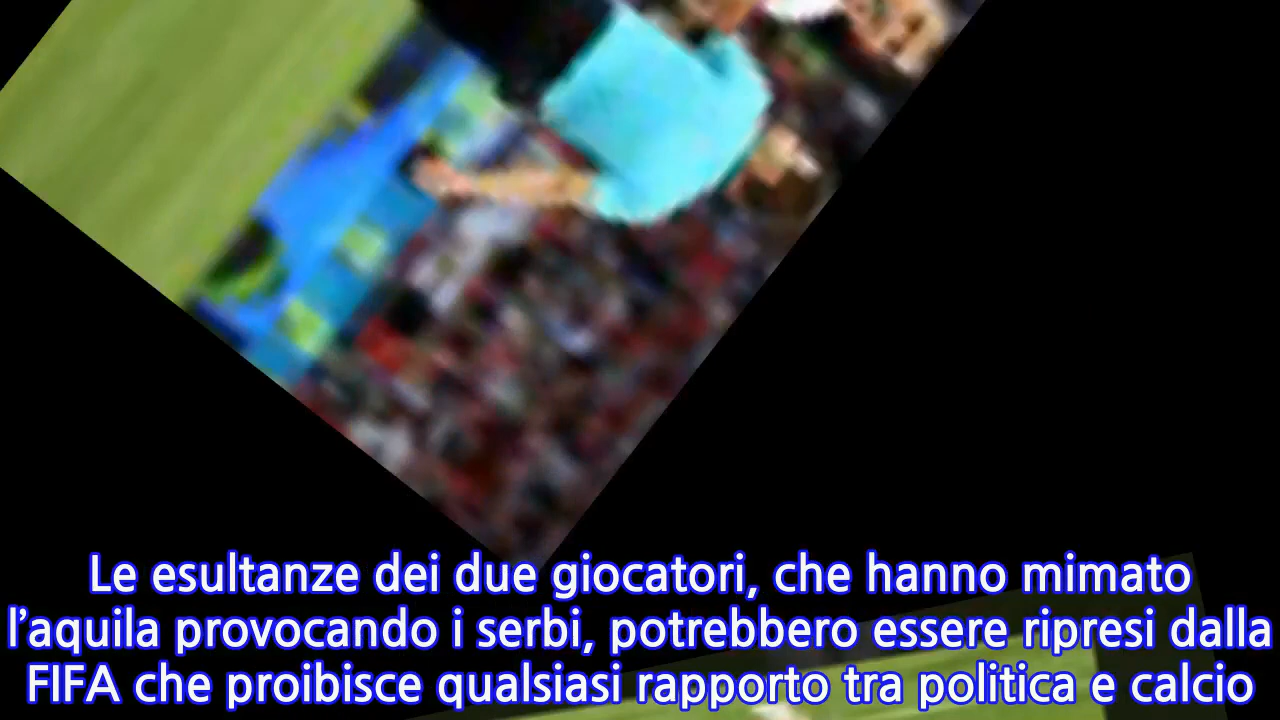 Le esultanze dei due giocatori, che hanno mimato
l’aquila provocando i serbi, potrebbero essere ripresi dalla
FIFA che proibisce qualsiasi rapporto tra politica e calcio